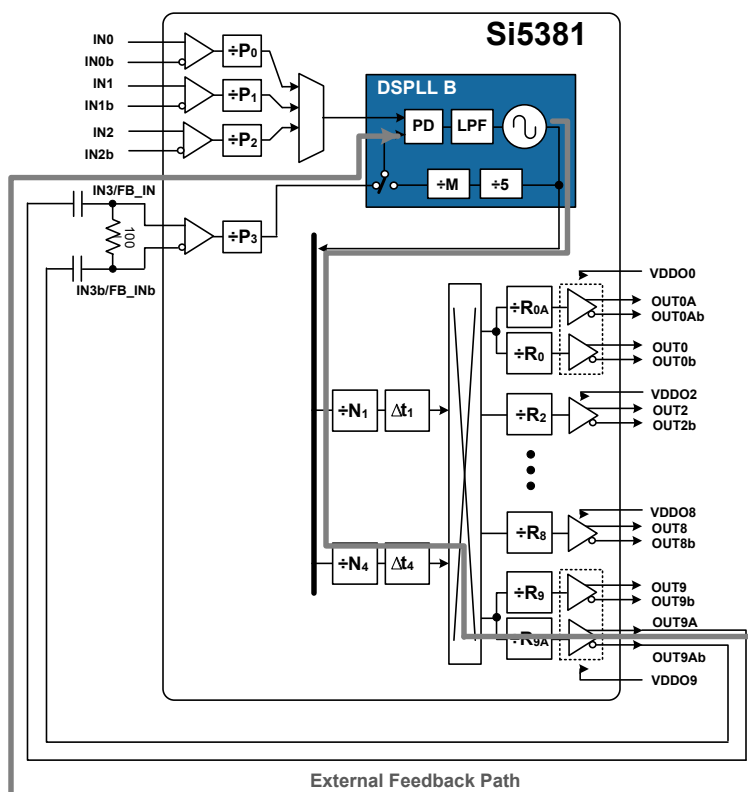 Si5381
IN0
IN0b
÷P0
IN1
IN1b
÷P1
IN2
IN2b
÷P2
DSPLL B
PD
LPF
÷M
÷5
IN3/FB_IN
100
÷P3
IN3b/FB_INb
VDDO0
÷R0A
OUT0A
OUT0Ab
÷R0
OUT0
OUT0b
÷N1
Δt1
÷R2
VDDO2
OUT2
OUT2b
÷R8
VDDO8
OUT8
OUT8b
÷N4
Δt4
÷R9
OUT9
OUT9b
÷R9A
OUT9A
OUT9Ab
VDDO9
External Feedback Path